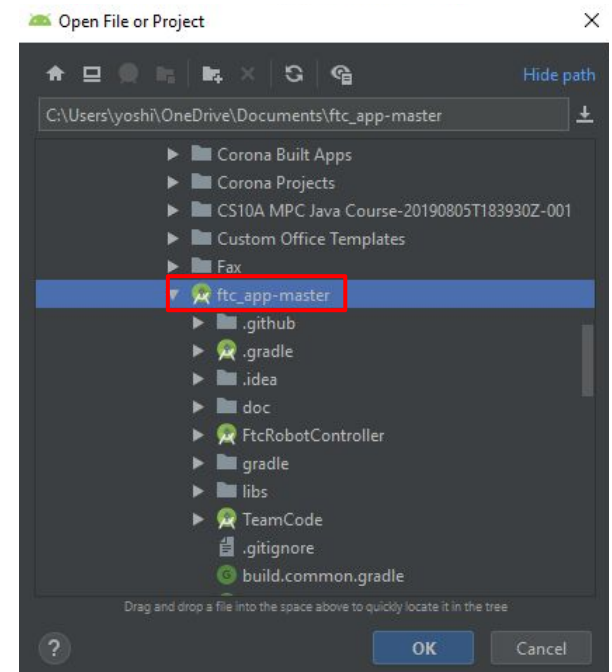 Open File or Project
Hide path
C:\Users\yoshi\OneDrive\Documents\ftc_app-master
Corona Built Apps
Corona Projects
CS10A MPC Java Course-20190805T183930Z-001
Custom Office Templates
Fax
ftc_app-master
.github
.gradle
.idea
doc
FtcRobotController
gradle
libs
TeamCode
.gitignore
build.common.gradle
Drag and drop a file into the space above to quickly locate it in the tree
?
OK
Cancel